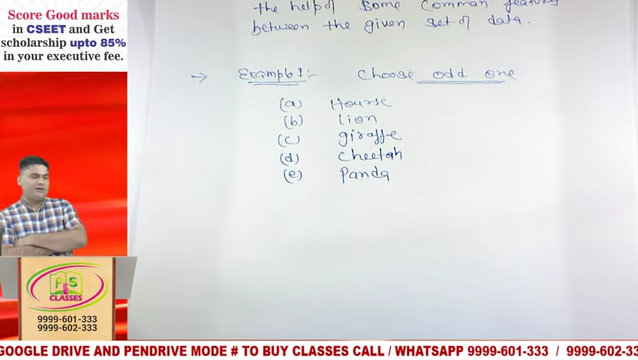 Score Good marks
in CSEET and Get
scholarship upto 85%
in your executive fee.
the help of Some Common
between the given set of data.
→ Example 1:- Choose odd one
(a) Hourse
(b) Lion
(c) giraffe
(d) cheetah
(e) Panda
PS
CLASSES
9999-601-333
9999-602-333
GOOGLE DRIVE AND PENDRIVE MODE # TO BUY CLASSES CALL / WHATSAPP 9999-601-333 / 9999-602-33